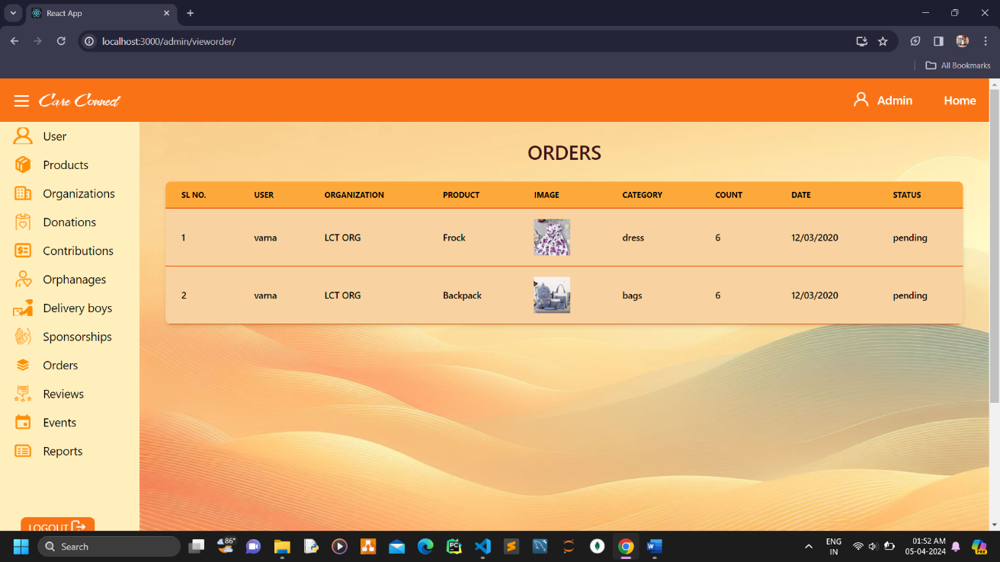 React App
localhost:3000/admin/vieworder/
All Bookmarks
Care Connect
Admin
Home
User
Products
Organizations
Donations
Contributions
Orphanages
Delivery boys
Sponsorships
Orders
Reviews
Events
Reports
LOGOUT
ORDERS
SL NO. USER ORGANIZATION PRODUCT IMAGE CATEGORY COUNT DATE STATUS
1 varna LCT ORG Frock dress 6 12/03/2020 pending
2 varna LCT ORG Backpack bags 6 12/03/2020 pending
Search
86°
PC
ENG
IN
01:52 AM
05-04-2024
PRE